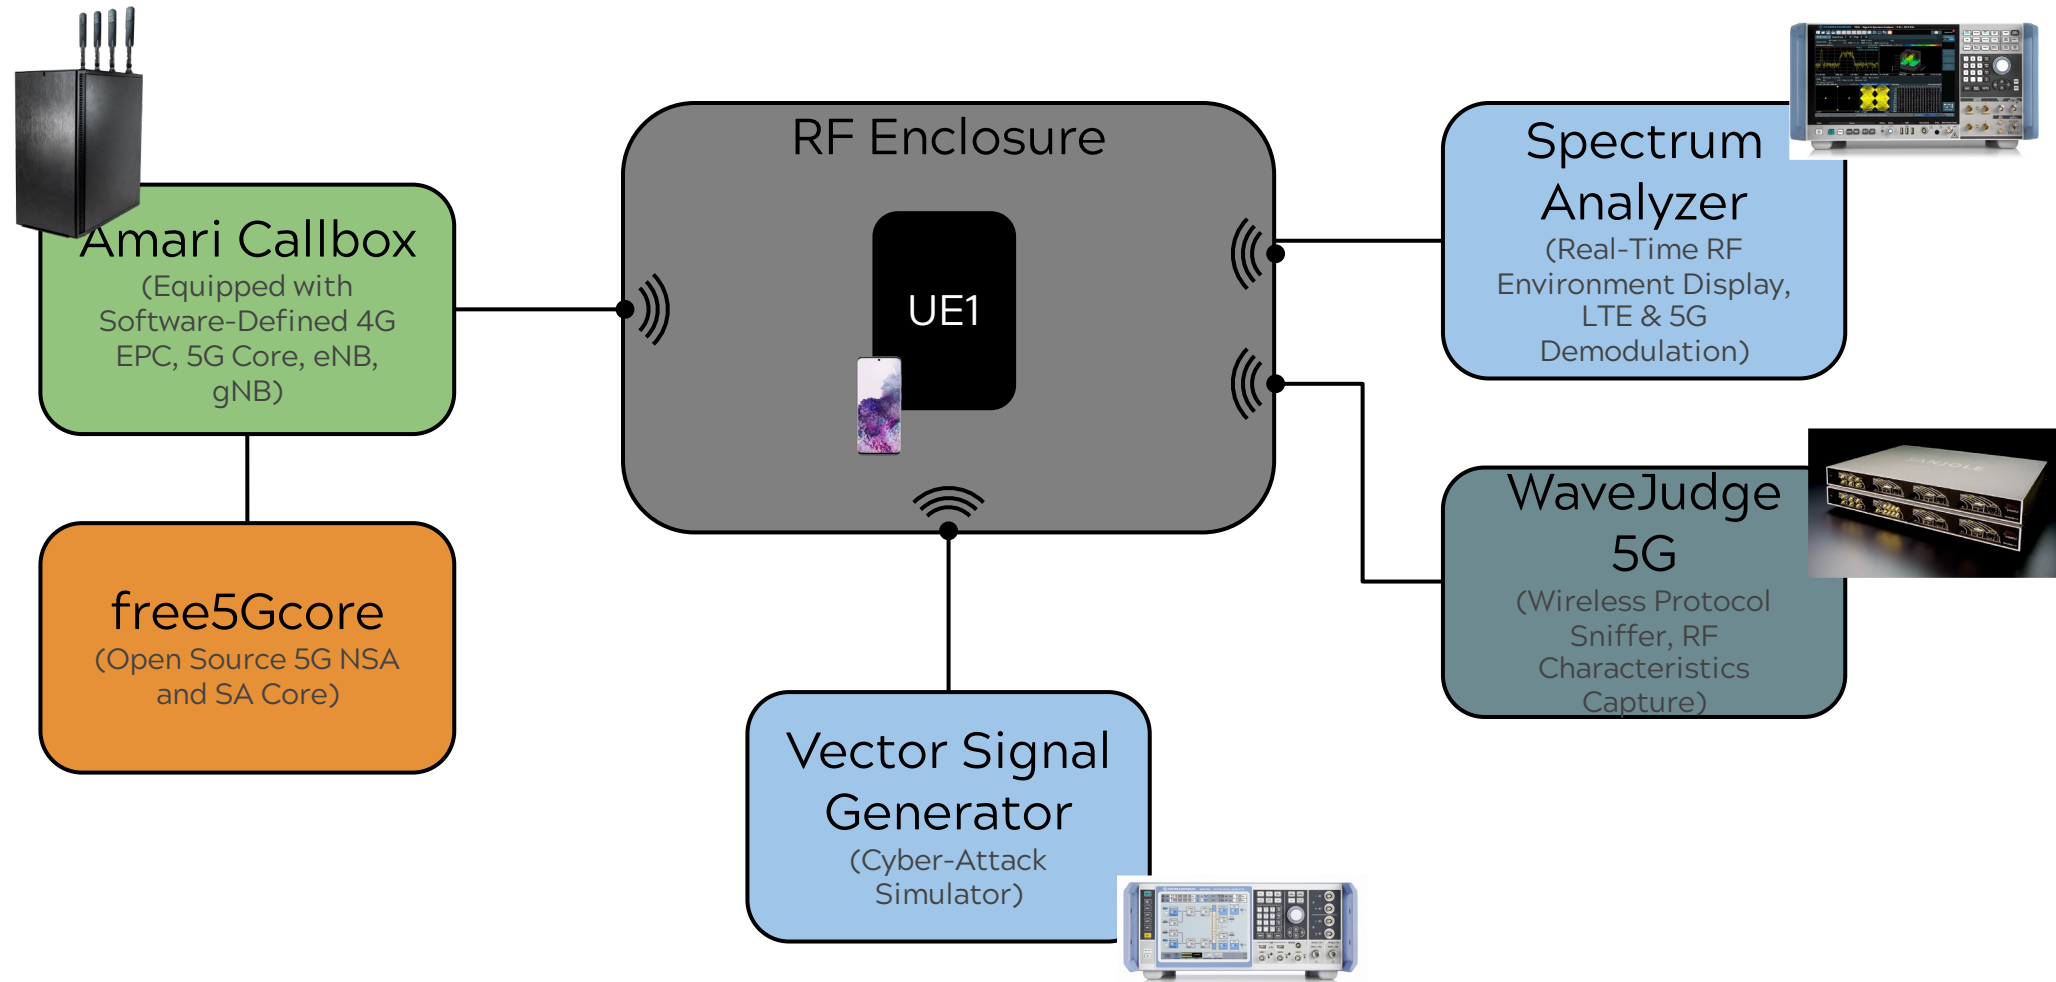 RF Enclosure
UE1
Amari Callbox
(Equipped with
Software-Defined 4G
EPC, 5G Core, eNB,
gNB)
free5Gcore
(Open Source 5G NSA
and SA Core)
Vector Signal
Generator
(Cyber-Attack
Simulator)
Spectrum
Analyzer
(Real-Time RF
Environment Display,
LTE & 5G
Demodulation)
WaveJudge
5G
(Wireless Protocol
Sniffer, RF
Characteristics
Capture)
SANJOLE